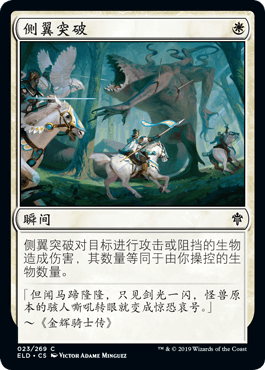 側翼突破
瞬间
侧翼突破对目标进行攻击或阻挡的生物
造成伤害，其数量等同于由你操控的生
物数量。
「但闻马蹄隆隆，只见剑光一闪，怪兽原
本的骇人嘶吼转眼就变成惊恐哀号。」
～《金辉骑士传》
023/269 C
ELD • CS VICTOR ADAME MINGUEZ
™ & © 2019 Wizards of the Coast